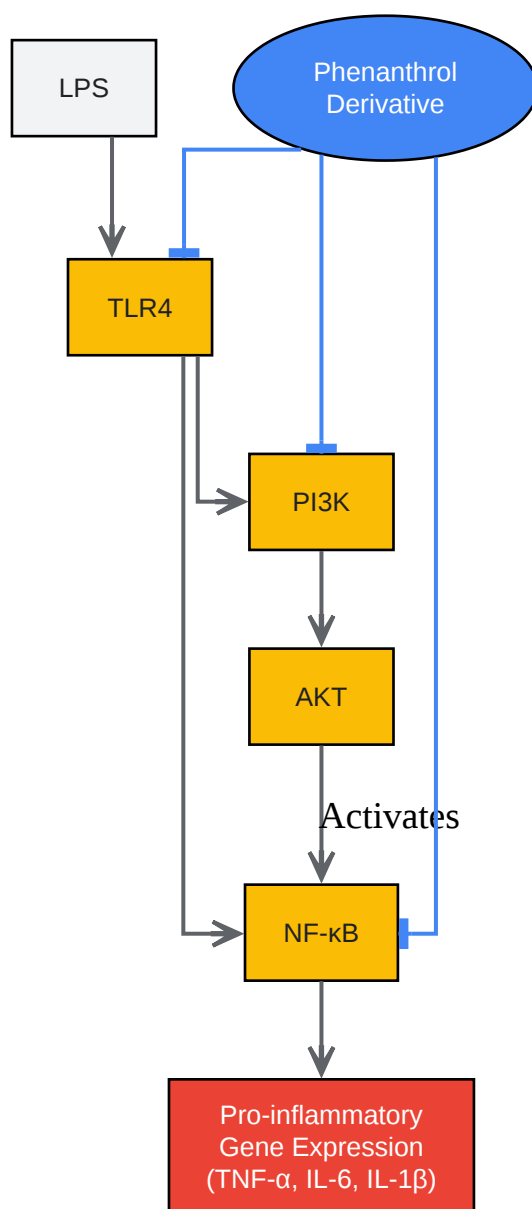 LPS
Phenanthrol
Derivative
TLR4
PI3K
AKT
Activates
NF-κB
Pro-inflammatory
Gene Expression
(TNF-α, IL-6, IL-1β)